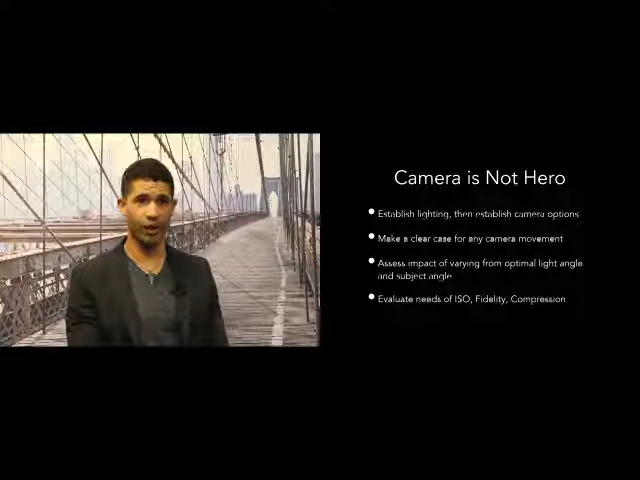 Camera is Not Hero
Establish lighting, then establish camera options
Make a clear case for any camera movement
Assess impact of varying from optimal light angle
and subject angle
Evaluate needs of ISO, Fidelity, Compression